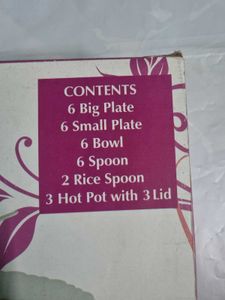 CONTENTS
6 Big Plate
6 Small Plate
6 Bowl
6 Spoon
2 Rice Spoon
3 Hot Pot with 3 Lid